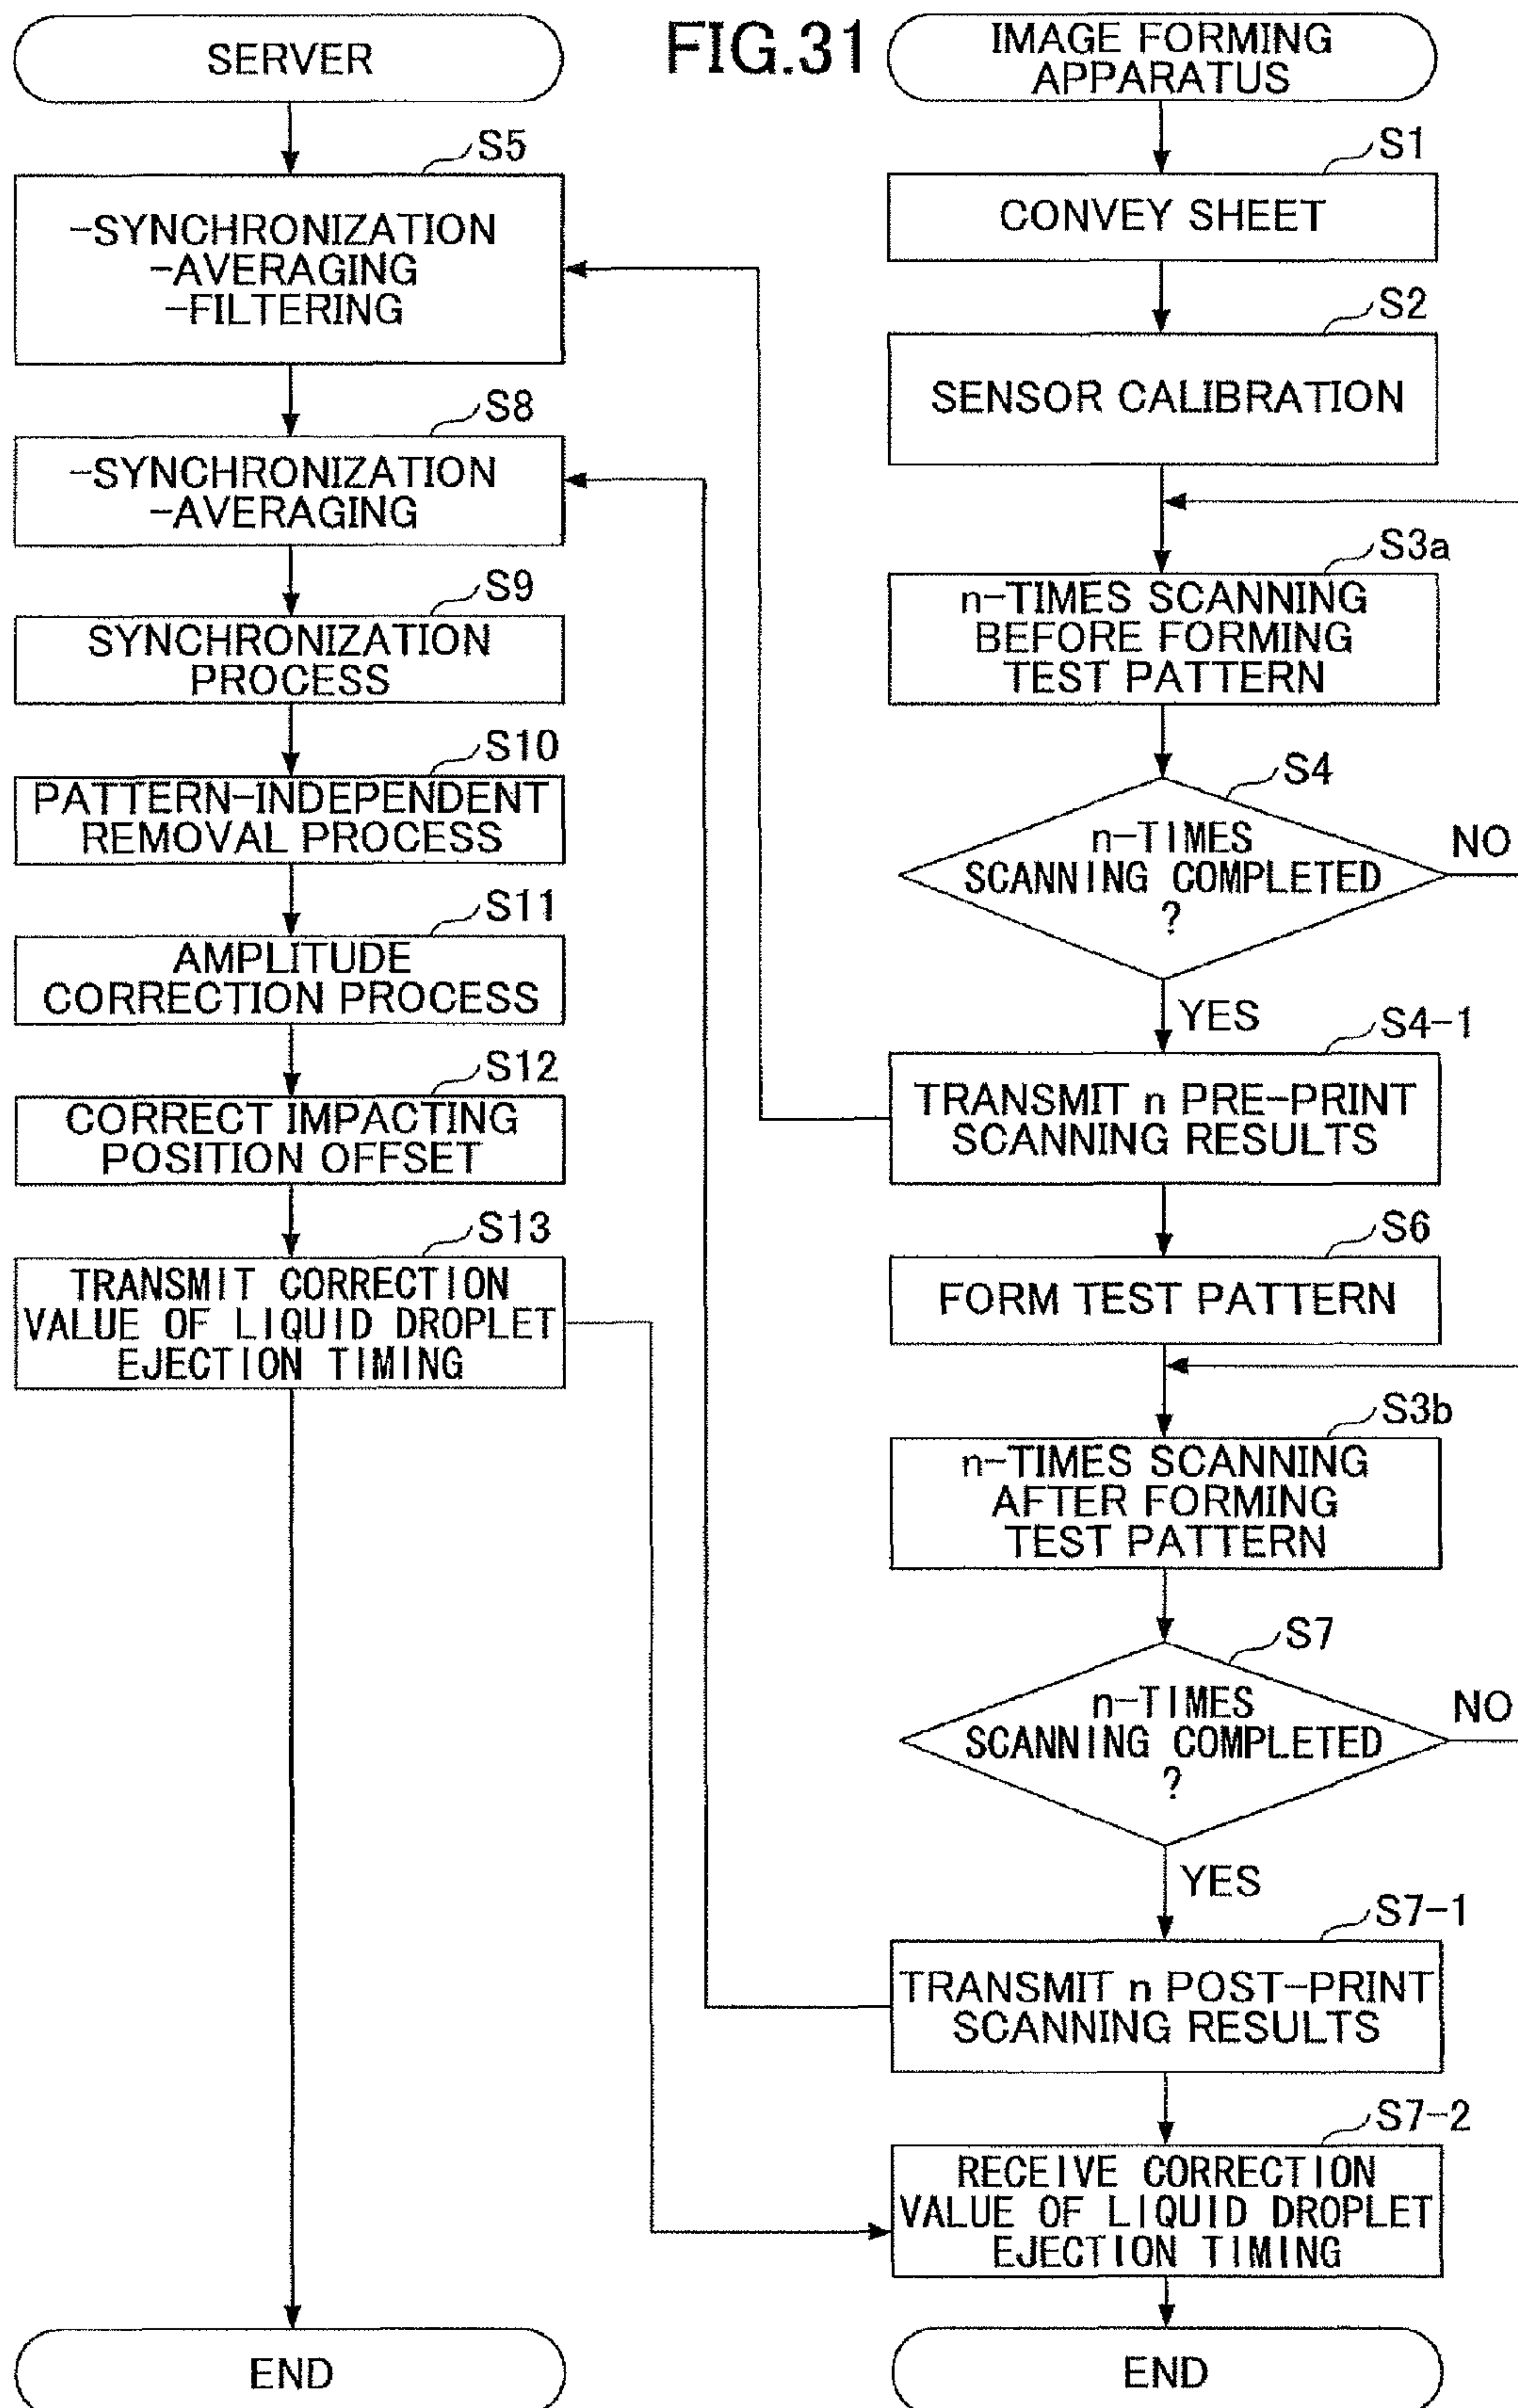 FIG.31
SERVER
S5
-SYNCHRONIZATION
-AVERAGING
-FILTERING
S8
-SYNCHRONIZATION
-AVERAGING
S9
SYNCHRONIZATION
PROCESS
S10
PATTERN-INDEPENDENT
REMOVAL PROCESS
S11
AMPLITUDE
CORRECTION PROCESS
S12
CORRECT IMPACTING
POSITION OFFSET
S13
TRANSMIT CORRECTION
VALUE OF LIQUID DROPLET
EJECTION TIMING
END
IMAGE FORMING
APPARATUS
S1
CONVEY SHEET
S2
SENSOR CALIBRATION
S3a
n-TIMES SCANNING
BEFORE FORMING
TEST PATTERN
S4
n-TIMES
SCANNING COMPLETED
?
NO
YES
S4-1
TRANSMIT n PRE-PRINT
SCANNING RESULTS
S6
FORM TEST PATTERN
S3b
n-TIMES SCANNING
AFTER FORMING
TEST PATTERN
S7
n-TIMES
SCANNING COMPLETED
?
NO
YES
S7-1
TRANSMIT n POST-PRINT
SCANNING RESULTS
S7-2
RECEIVE CORRECTION
VALUE OF LIQUID DROPLET
EJECTION TIMING
END